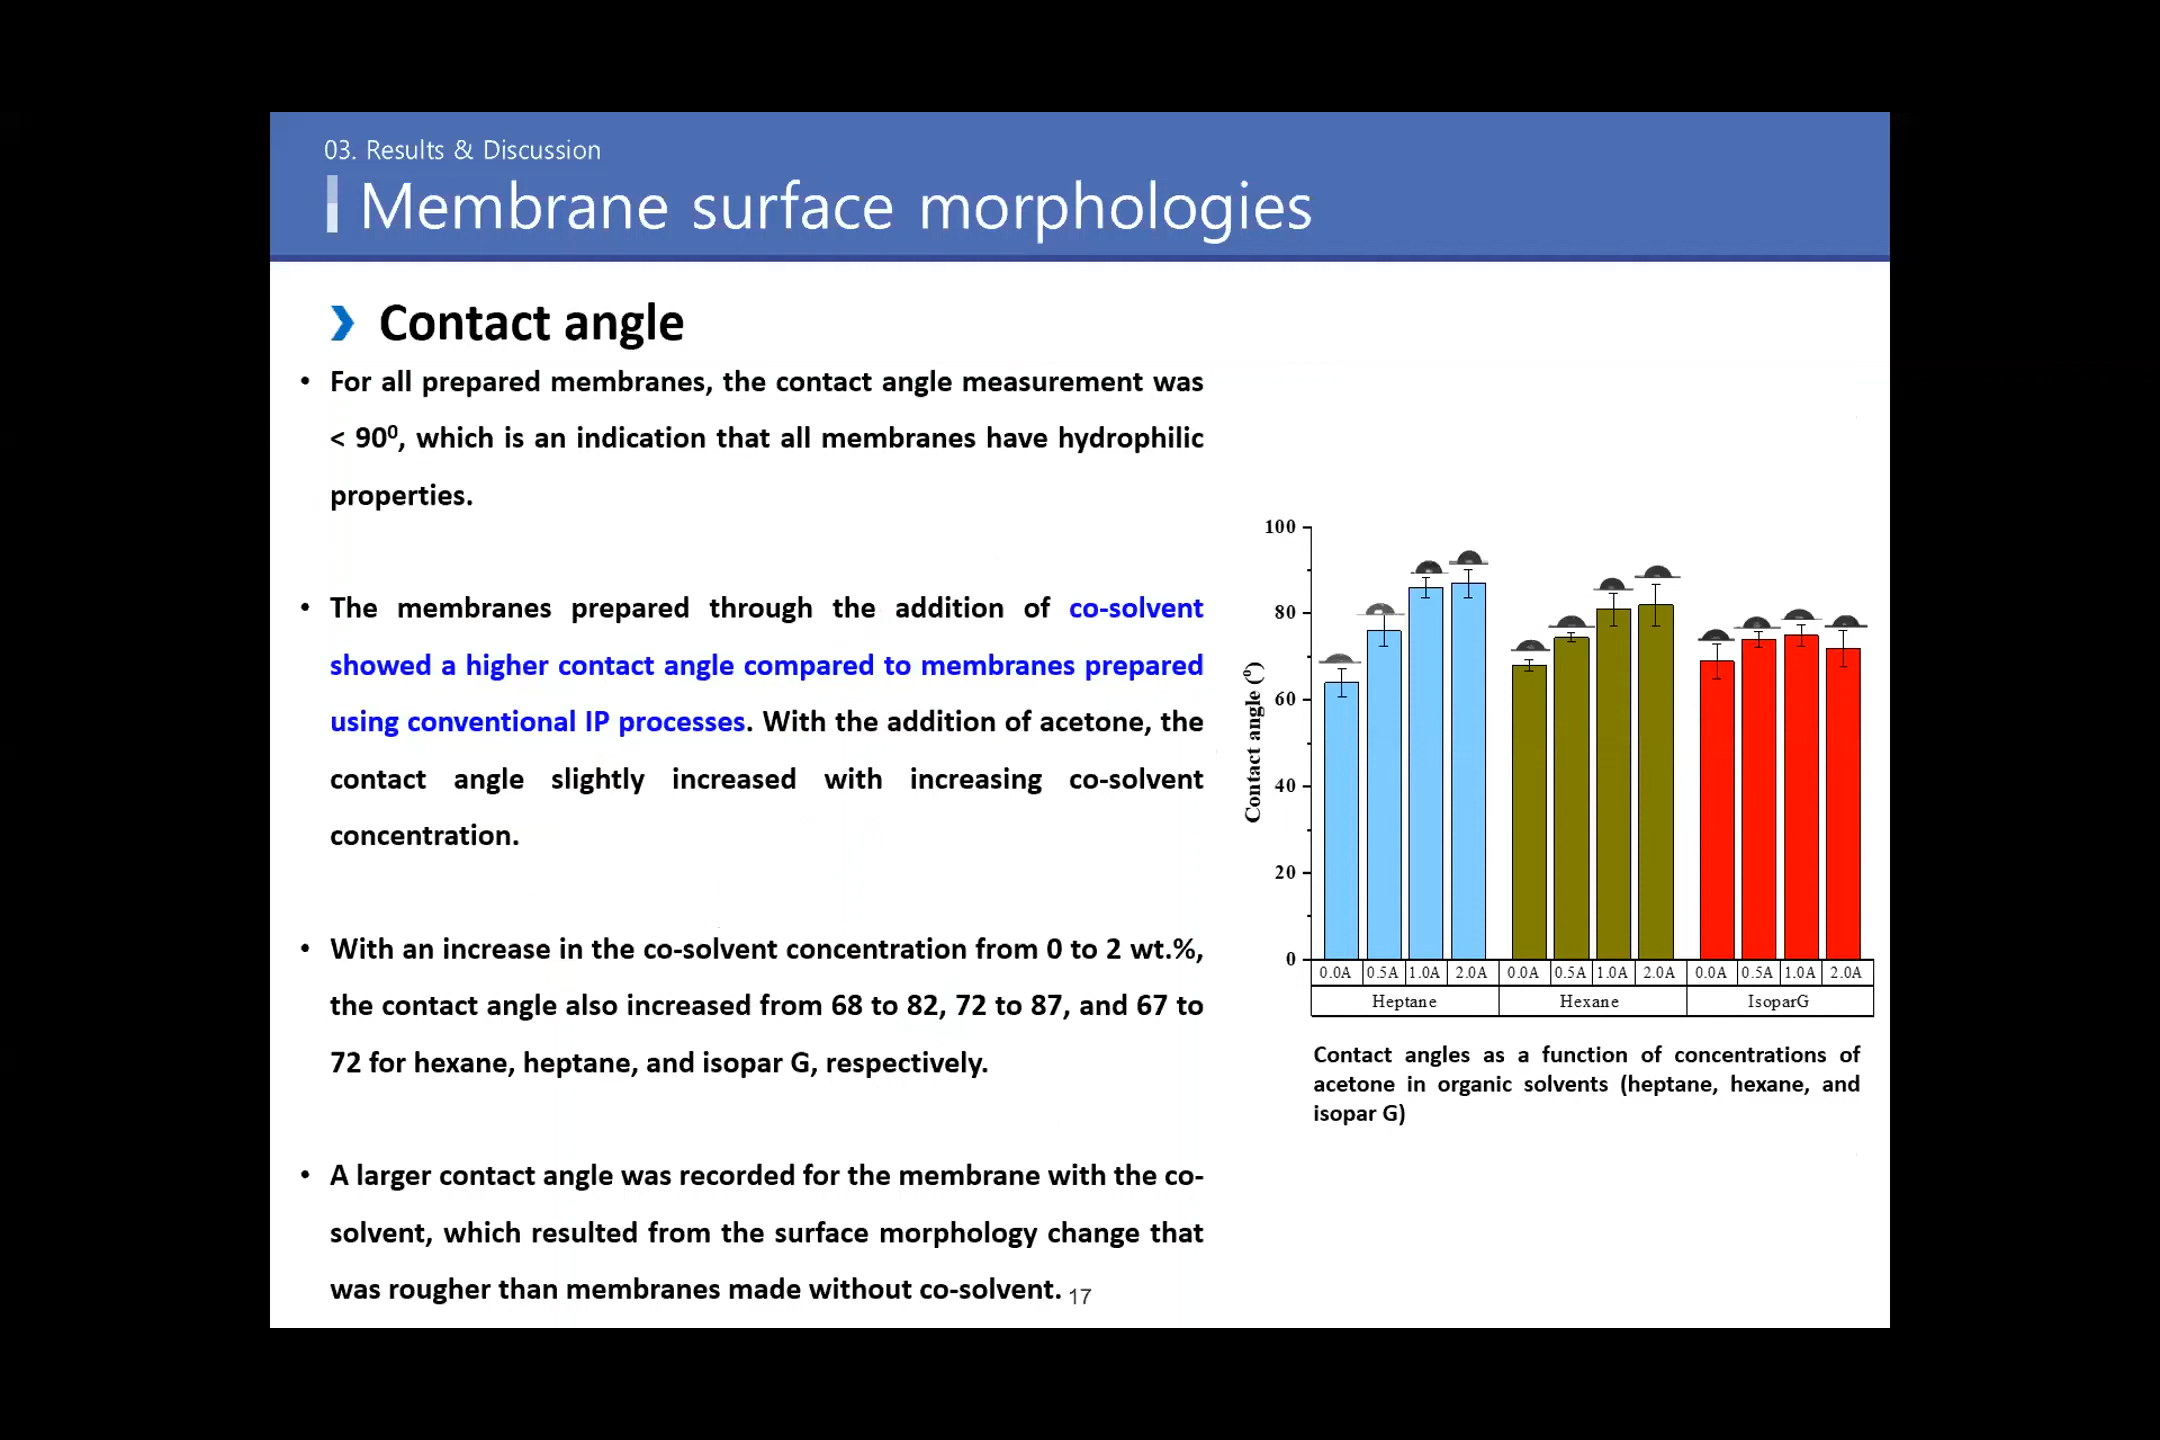 03. Results & Discussion
Membrane surface morphologies
Contact angle
• For all prepared membranes, the contact angle measurement was
< 90⁰, which is an indication that all membranes have hydrophilic
properties.
• The membranes prepared through the addition of co-solvent
showed a higher contact angle compared to membranes prepared
using conventional IP processes. With the addition of acetone, the
contact angle slightly increased with increasing co-solvent
concentration.
• With an increase in the co-solvent concentration from 0 to 2 wt.%,
the contact angle also increased from 68 to 82, 72 to 87, and 67 to
72 for hexane, heptane, and isopar G, respectively.
• A larger contact angle was recorded for the membrane with the co-
solvent, which resulted from the surface morphology change that
was rougher than membranes made without co-solvent.
17
100
80
60
40
20
0
Contact angle (⁰)
0.0A 0.5A 1.0A 2.0A 0.0A 0.5A 1.0A 2.0A 0.0A 0.5A 1.0A 2.0A
Heptane Hexane IsoparG
Contact angles as a function of concentrations of
acetone in organic solvents (heptane, hexane, and
isopar G)